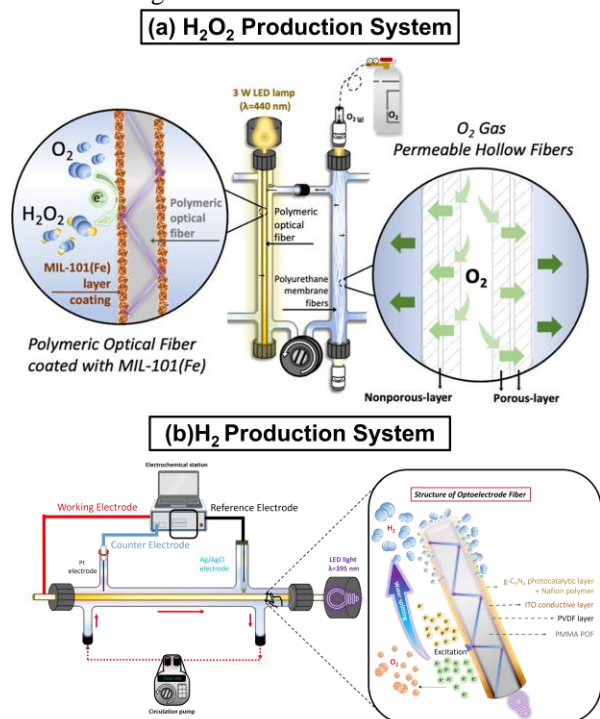 (a) H₂O₂ Production System
3 W LED lamp
(λ=440 nm)
O₂ (g)
O₂
O₂ Gas
Permeable Hollow Fibers
O₂
e⁻
H₂O₂
Polymeric
optical
fiber
MIL-101(Fe)
layer
coating
Polymeric Optical Fiber
coated with MIL-101(Fe)
Polymeric
optical
fiber
Polyurethane
membrane
fibers
O₂
Nonporous-layer
Porous-layer
(b)H₂ Production System
Electrochemical station
Working Electrode
Reference Electrode
Counter Electrode
Pt
electrode
Ag/AgCl
electrode
LED light
λ=395 nm
Circulation pump
Structure of Optoelectrode Fiber
H₂
Water splitting
g-C₃N₄ photocatalytic layer
+ Nafion polymer
ITO conductive layer
PVDF layer
PMMA POF
Excitation
O₂